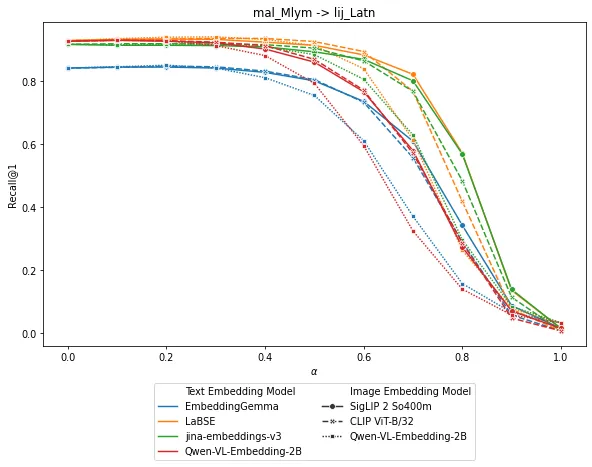 mal_Mlym -> lij_Latn
Recall@1
0.8
0.6
0.4
0.2
0.0
0.0 0.2 0.4 0.6 0.8 1.0
α
Text Embedding Model Image Embedding Model
EmbeddingGemma SigLIP 2 So400m
LaBSE CLIP ViT-B/32
jina-embeddings-v3 Qwen-VL-Embedding-2B
Qwen-VL-Embedding-2B